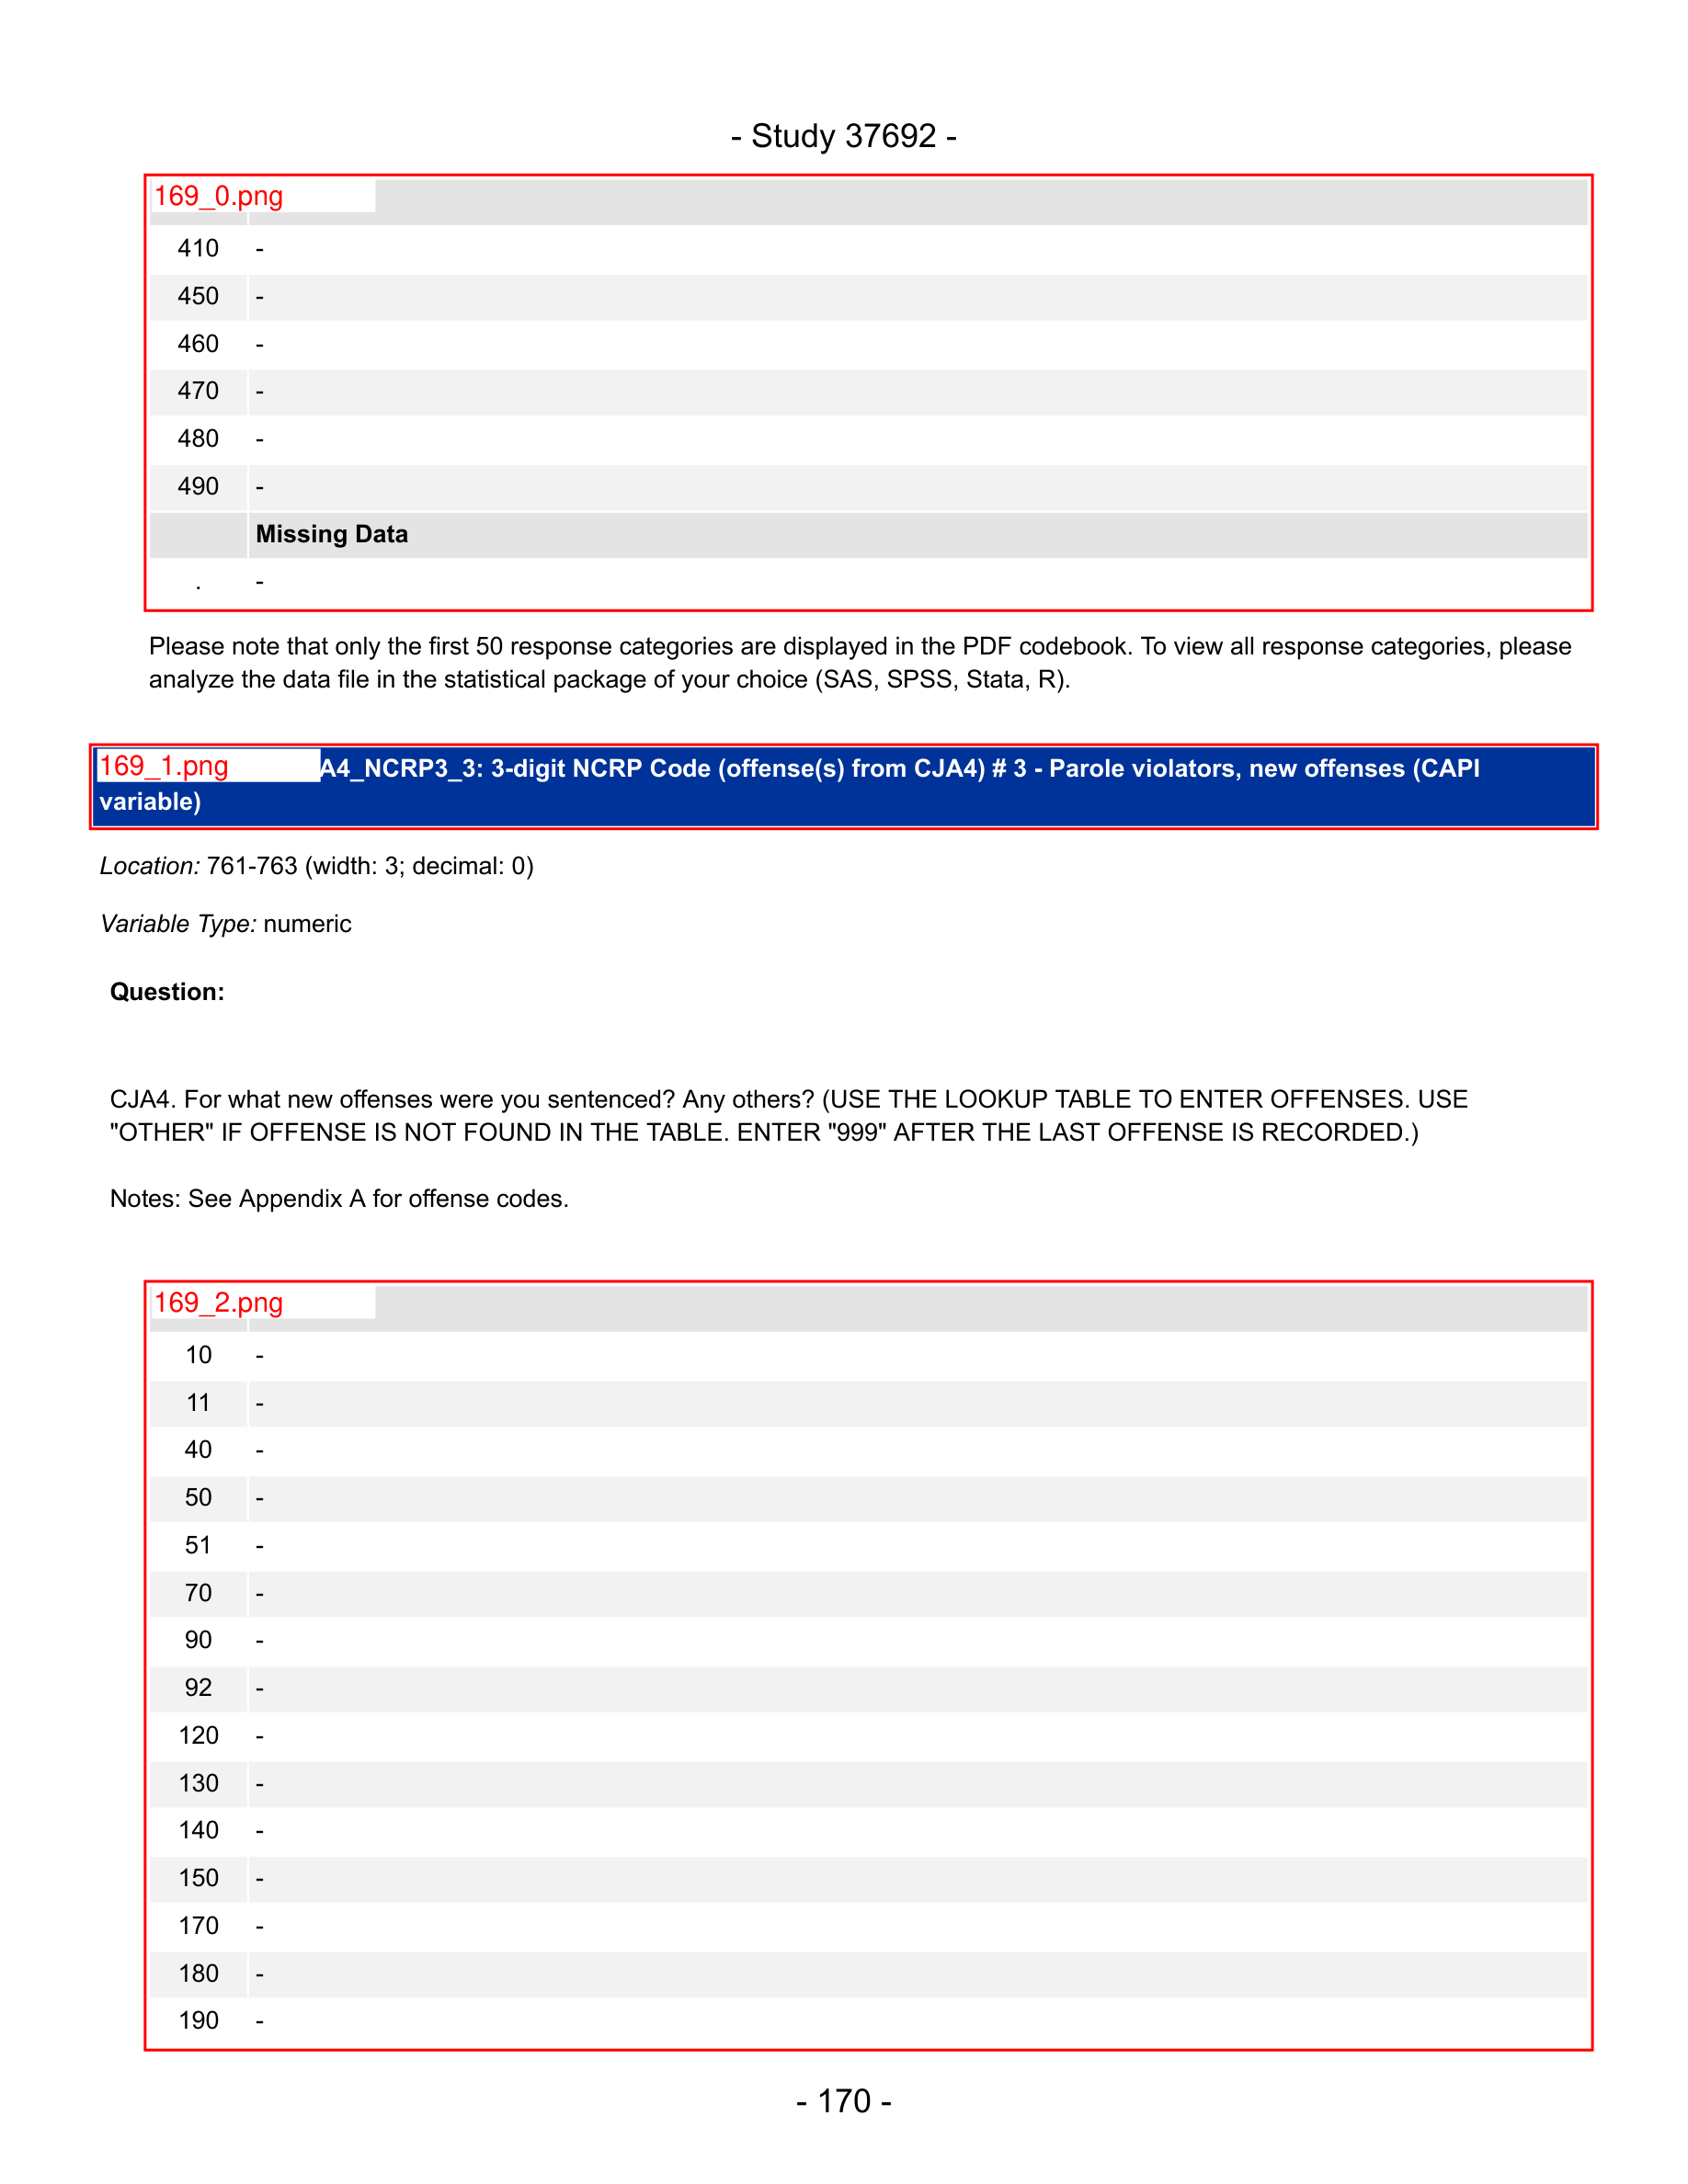 - Study 37692 -
169_0.png
410 -
450 -
460 -
470 -
480 -
490 -
Missing Data
. -
Please note that only the first 50 response categories are displayed in the PDF codebook. To view all response categories, please
analyze the data file in the statistical package of your choice (SAS, SPSS, Stata, R).
169_1.png A4_NCRP3_3: 3-digit NCRP Code (offense(s) from CJA4) # 3 - Parole violators, new offenses (CAPI
variable)
Location: 761-763 (width: 3; decimal: 0)
Variable Type: numeric
Question:
CJA4. For what new offenses were you sentenced? Any others? (USE THE LOOKUP TABLE TO ENTER OFFENSES. USE
"OTHER" IF OFFENSE IS NOT FOUND IN THE TABLE. ENTER "999" AFTER THE LAST OFFENSE IS RECORDED.)
Notes: See Appendix A for offense codes.
169_2.png
10 -
11 -
40 -
50 -
51 -
70 -
90 -
92 -
120 -
130 -
140 -
150 -
170 -
180 -
190 -
- 170 -